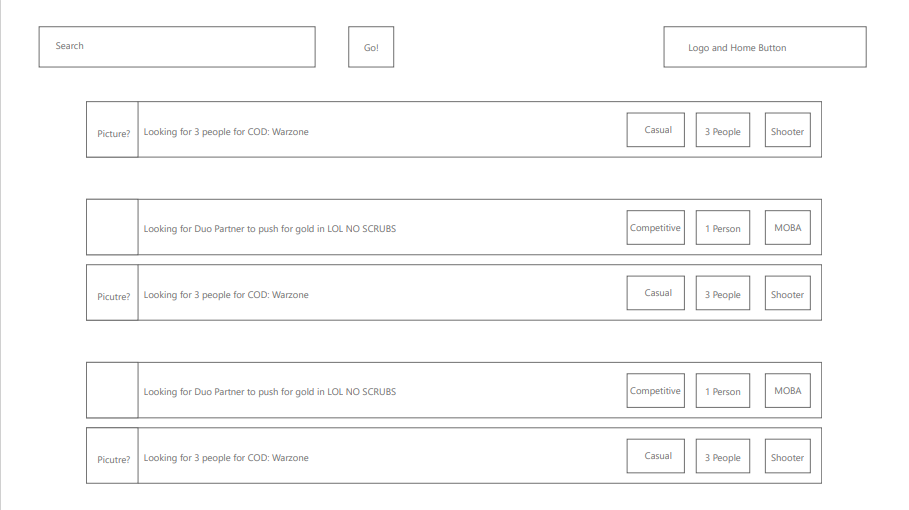 Search
Go!
Logo and Home Button
Picture?
Looking for 3 people for COD: Warzone
Casual
3 People
Shooter
Looking for Duo Partner to push for gold in LOL NO SCRUBS
Competitive
1 Person
MOBA
Picutre?
Looking for 3 people for COD: Warzone
Casual
3 People
Shooter
Looking for Duo Partner to push for gold in LOL NO SCRUBS
Competitive
1 Person
MOBA
Picutre?
Looking for 3 people for COD: Warzone
Casual
3 People
Shooter